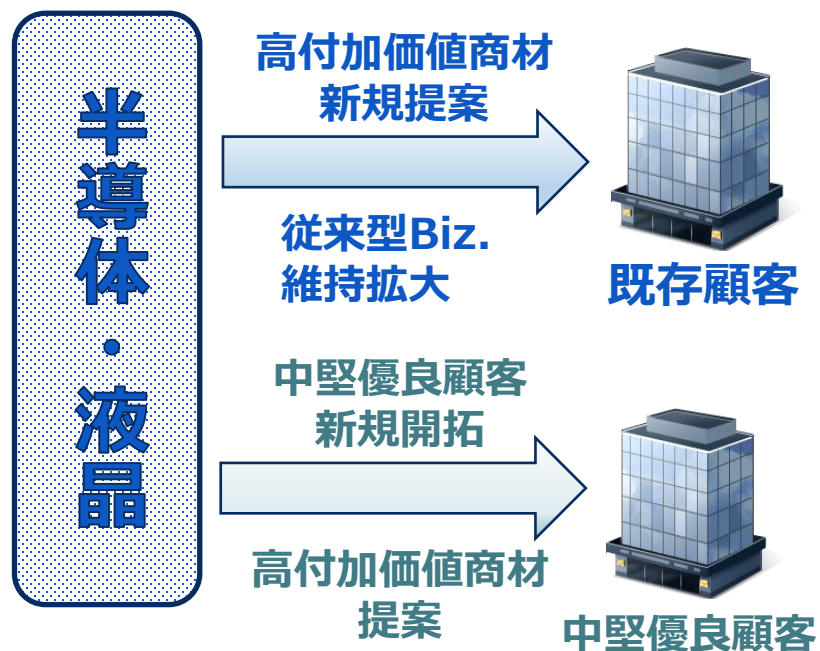 半導体・液晶
高付加価値商材
新規提案
従来型Biz.
維持拡大
既存顧客
中堅優良顧客
新規開拓
高付加価値商材
提案
中堅優良顧客